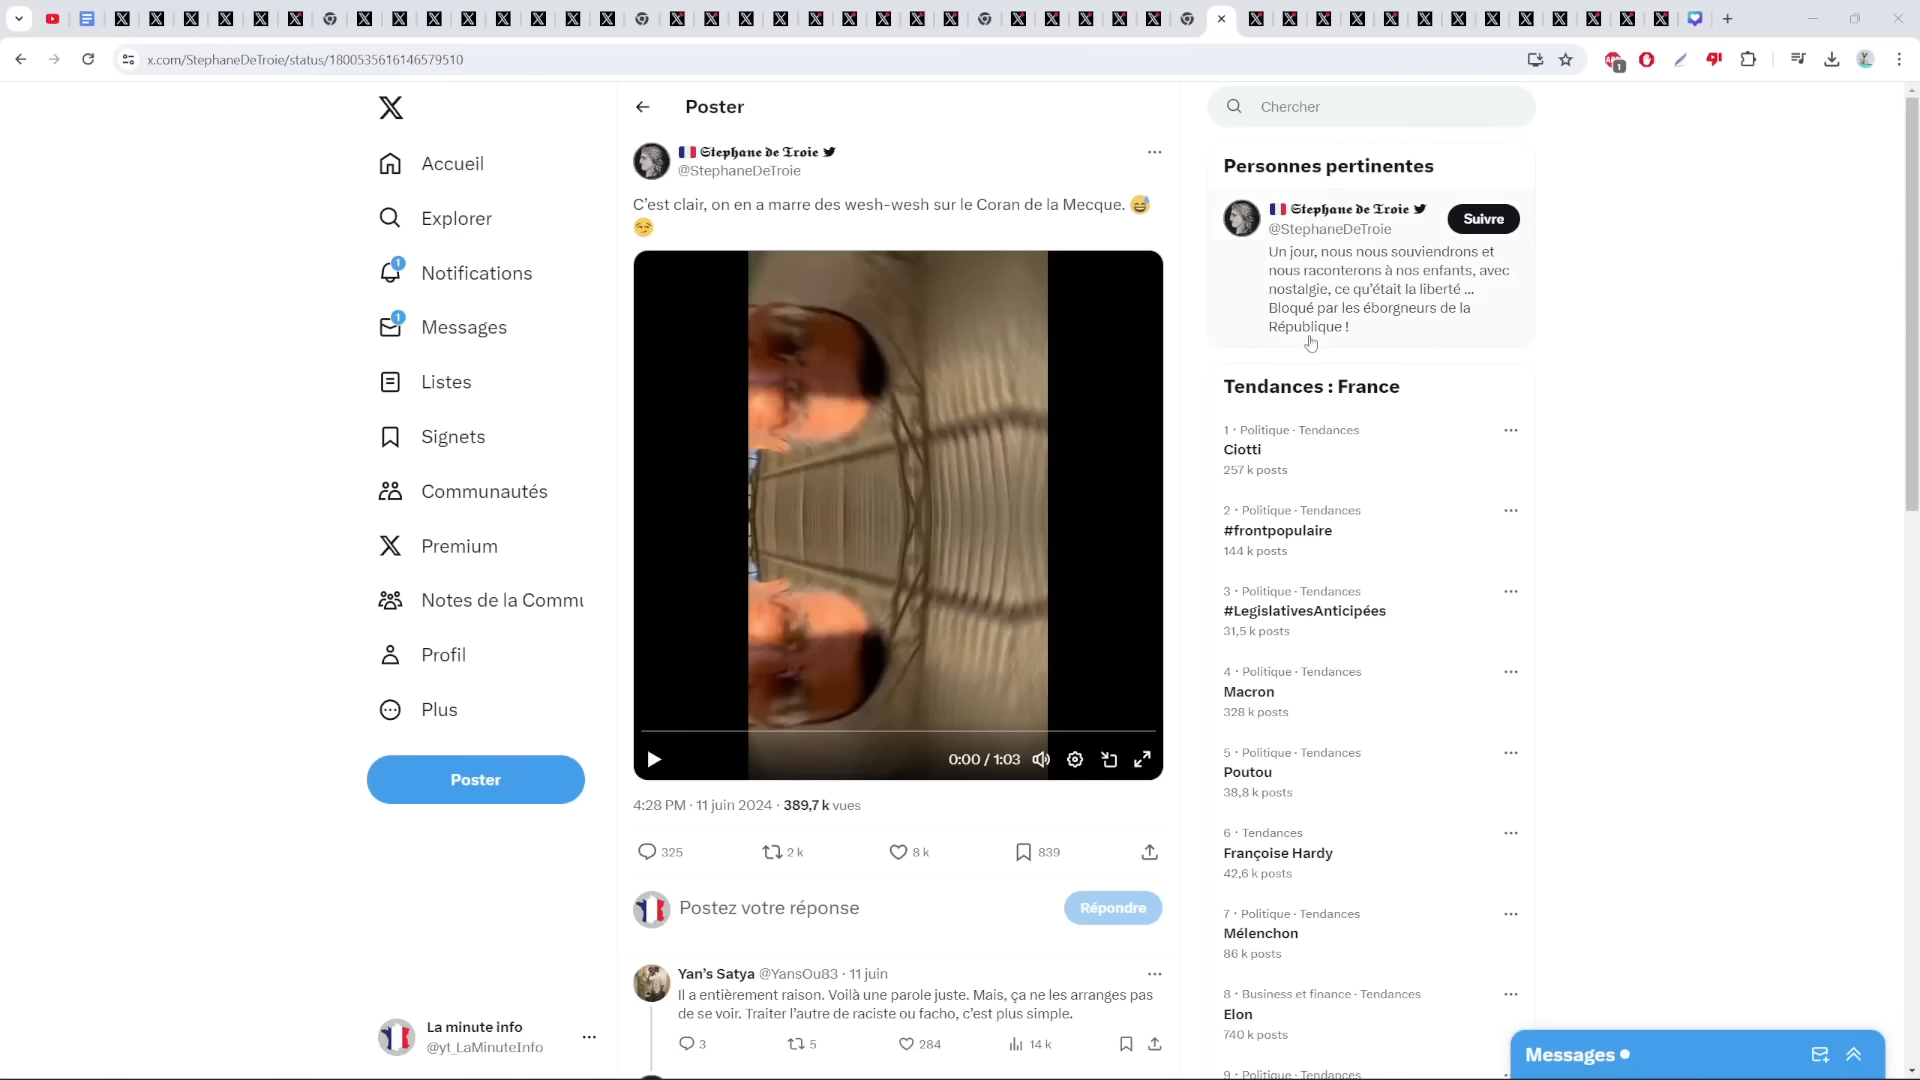 x.com/StephaneDeTroie/status/1800535616146579510
1
Accueil
Explorer
1
Notifications
1
Messages
Listes
Signets
Communautés
Premium
Notes de la Commu
Profil
Plus
Poster
La minute info
@yt_LaMinuteInfo
Poster
🇫🇷 𝕾𝖙𝖊𝖕𝖍𝖆𝖓𝖊 𝖉𝖊 𝕿𝖗𝖔𝖎𝖊
@StephaneDeTroie
C'est clair, on en a marre des wesh-wesh sur le Coran de la Mecque. 😅
😏
0:00 / 1:03
4:28 PM · 11 juin 2024 · 389,7 k vues
325 2 k 8 k 839
Postez votre réponse
Répondre
Yan's Satya @YansOu83 · 11 juin
Il a entièrement raison. Voilà une parole juste. Mais, ça ne les arranges pas
de se voir. Traiter l'autre de raciste ou facho, c'est plus simple.
3 5 284 14 k
Chercher
Personnes pertinentes
🇫🇷 𝕾𝖙𝖊𝖕𝖍𝖆𝖓𝖊 𝖉𝖊 𝕿𝖗𝖔𝖎𝖊
@StephaneDeTroie
Suivre
Un jour, nous nous souviendrons et
nous raconterons à nos enfants, avec
nostalgie, ce qu'était la liberté ...
Bloqué par les éborgneurs de la
République !
Tendances : France
1 · Politique · Tendances
Ciotti
257 k posts
2 · Politique · Tendances
#frontpopulaire
144 k posts
3 · Politique · Tendances
#LegislativesAnticipées
31,5 k posts
4 · Politique · Tendances
Macron
328 k posts
5 · Politique · Tendances
Poutou
38,8 k posts
6 · Tendances
Françoise Hardy
42,6 k posts
7 · Politique · Tendances
Mélenchon
86 k posts
8 · Business et finance · Tendances
Elon
740 k posts
9 · Politique · Tendances
Messages